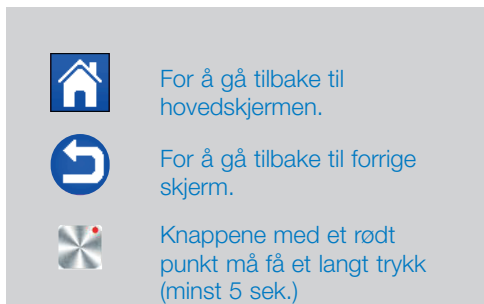 For å gå tilbake til
hovedskjermen.
For å gå tilbake til forrige
skjerm.
Knappene med et rødt
punkt må få et langt trykk
(minst 5 sek.)